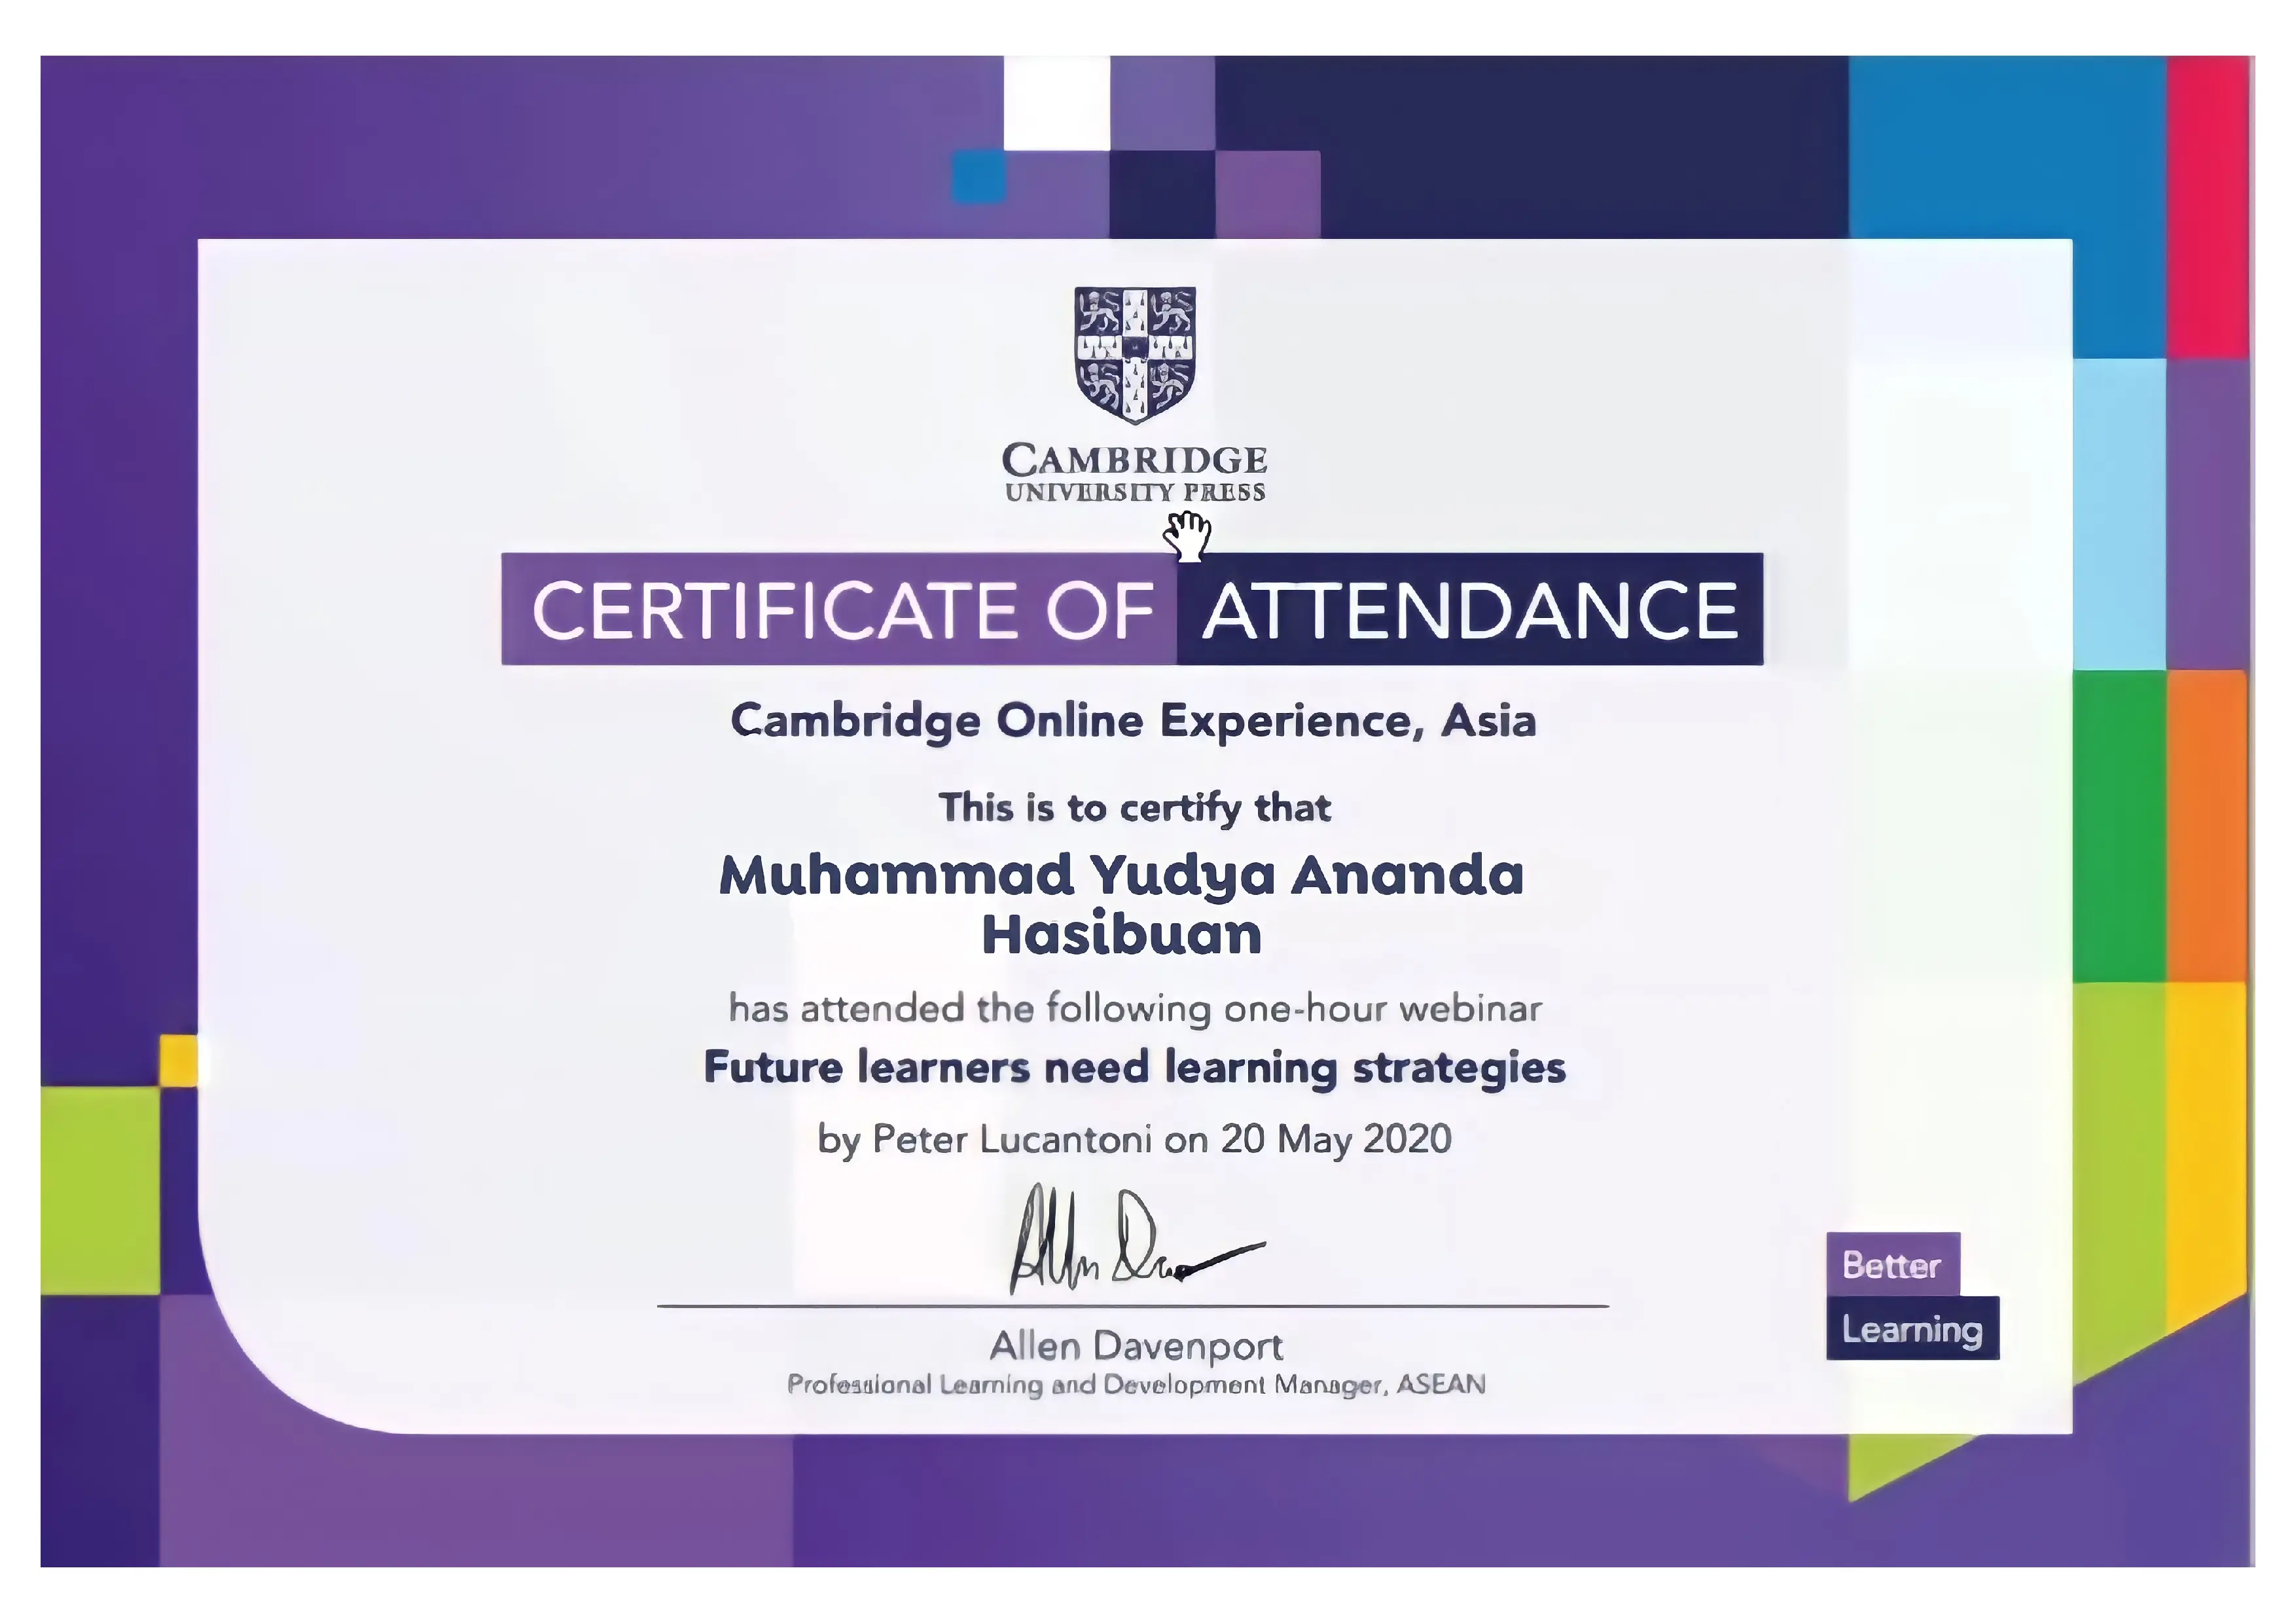 CAMBRIDGE
UNIVERSITY PRESS
CERTIFICATE OF ATTENDANCE
Cambridge Online Experience, Asia
This is to certify that
Muhammad Yudya Ananda
Hasibuan
has attended the following one-hour webinar
Future learners need learning strategies
by Peter Lucantoni on 20 May 2020
Allen Davenport
Professional Learning and Development Manager, ASEAN
Better
Learning